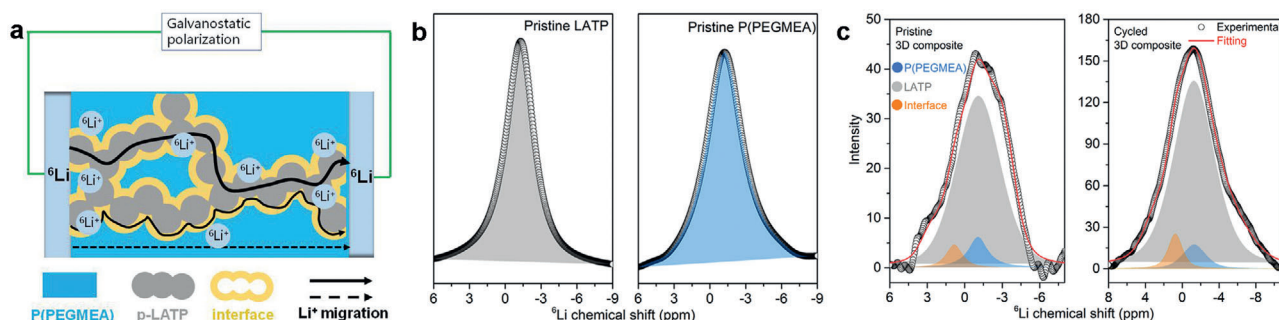 a
Galvanostatic
polarization
⁶Li
⁶Li⁺
⁶Li⁺
⁶Li⁺
⁶Li⁺
⁶Li⁺
⁶Li⁺
⁶Li⁺
⁶Li⁺
⁶Li⁺
⁶Li
P(PEGMEA)
p-LATP
interface
Li⁺ migration
b
Pristine LATP
6 3 0 -3 -6 -9
Pristine P(PEGMEA)
6 3 0 -3 -6 -9
⁶Li chemical shift (ppm)
c
Intensity
50
40
30
20
10
0
Pristine
3D composite
P(PEGMEA)
LATP
Interface
6 3 0 -3 -6
180
150
120
90
60
30
0
Cycled
3D composite
Experimental
Fitting
8 4 0 -4 -8
⁶Li chemical shift (ppm)